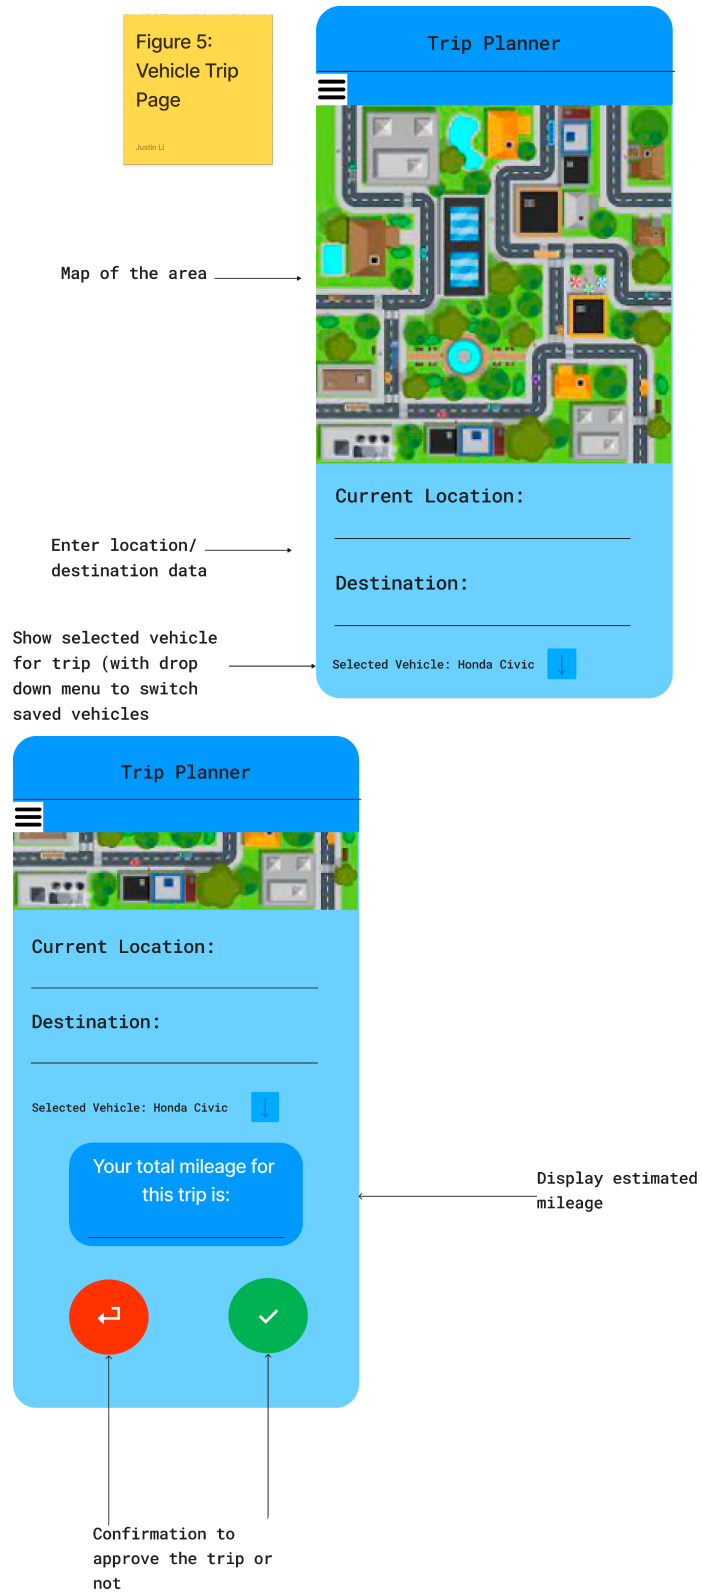 Figure 5:
Vehicle Trip
Page
Justin Li
Trip Planner
Map of the area
Current Location:
Enter location/
destination data
Destination:
Show selected vehicle
for trip (with drop
down menu to switch
saved vehicles
Selected Vehicle: Honda Civic
Trip Planner
Current Location:
Destination:
Selected Vehicle: Honda Civic
Your total mileage for
this trip is:
Display estimated
mileage
Confirmation to
approve the trip or
not